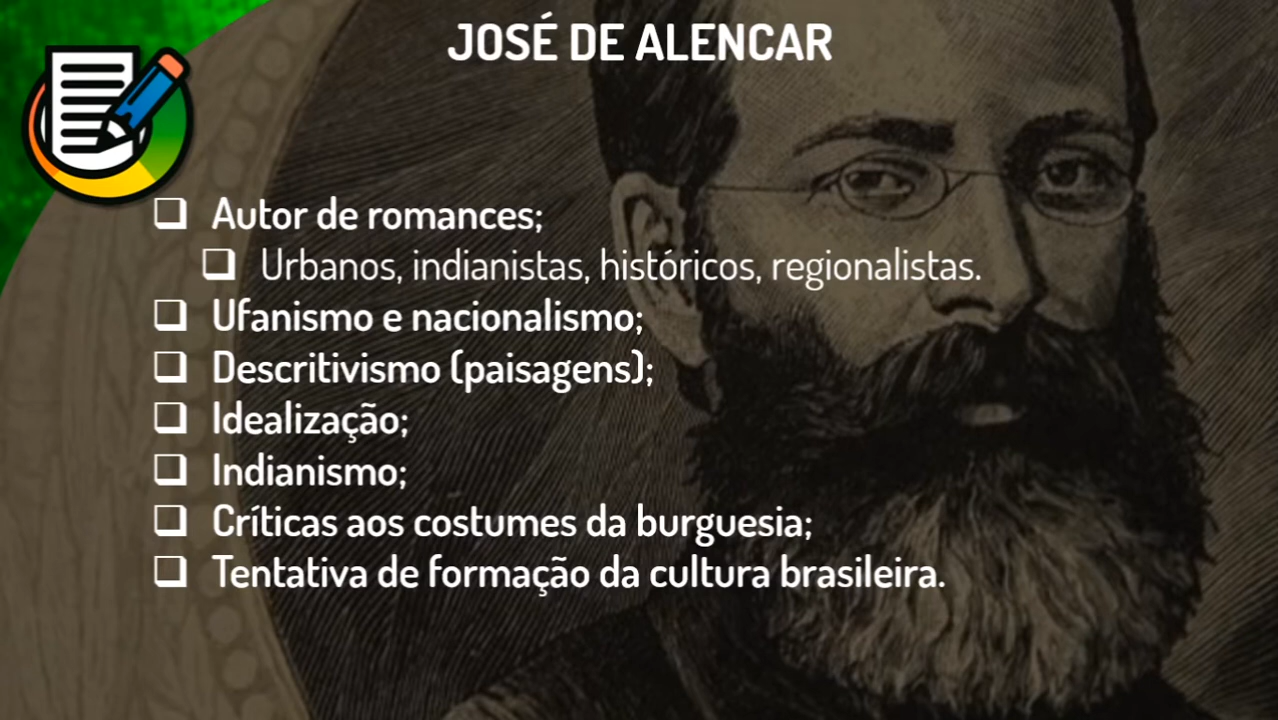 JOSÉ DE ALENCAR
❑ Autor de romances;
❑ Urbanos, indianistas, históricos, regionalistas.
❑ Ufanismo e nacionalismo;
❑ Descritivismo (paisagens);
❑ Idealização;
❑ Indianismo;
❑ Críticas aos costumes da burguesia;
❑ Tentativa de formação da cultura brasileira.